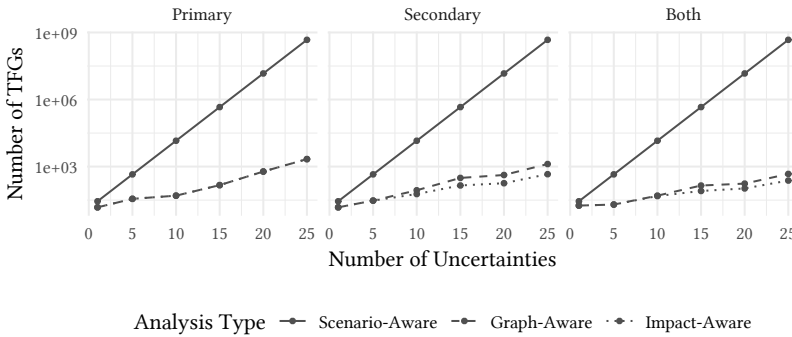 Primary Secondary Both
Number of TFGs
1e+09
1e+06
1e+03
0 5 10 15 20 25 0 5 10 15 20 25 0 5 10 15 20 25
Number of Uncertainties
Analysis Type Scenario-Aware Graph-Aware Impact-Aware